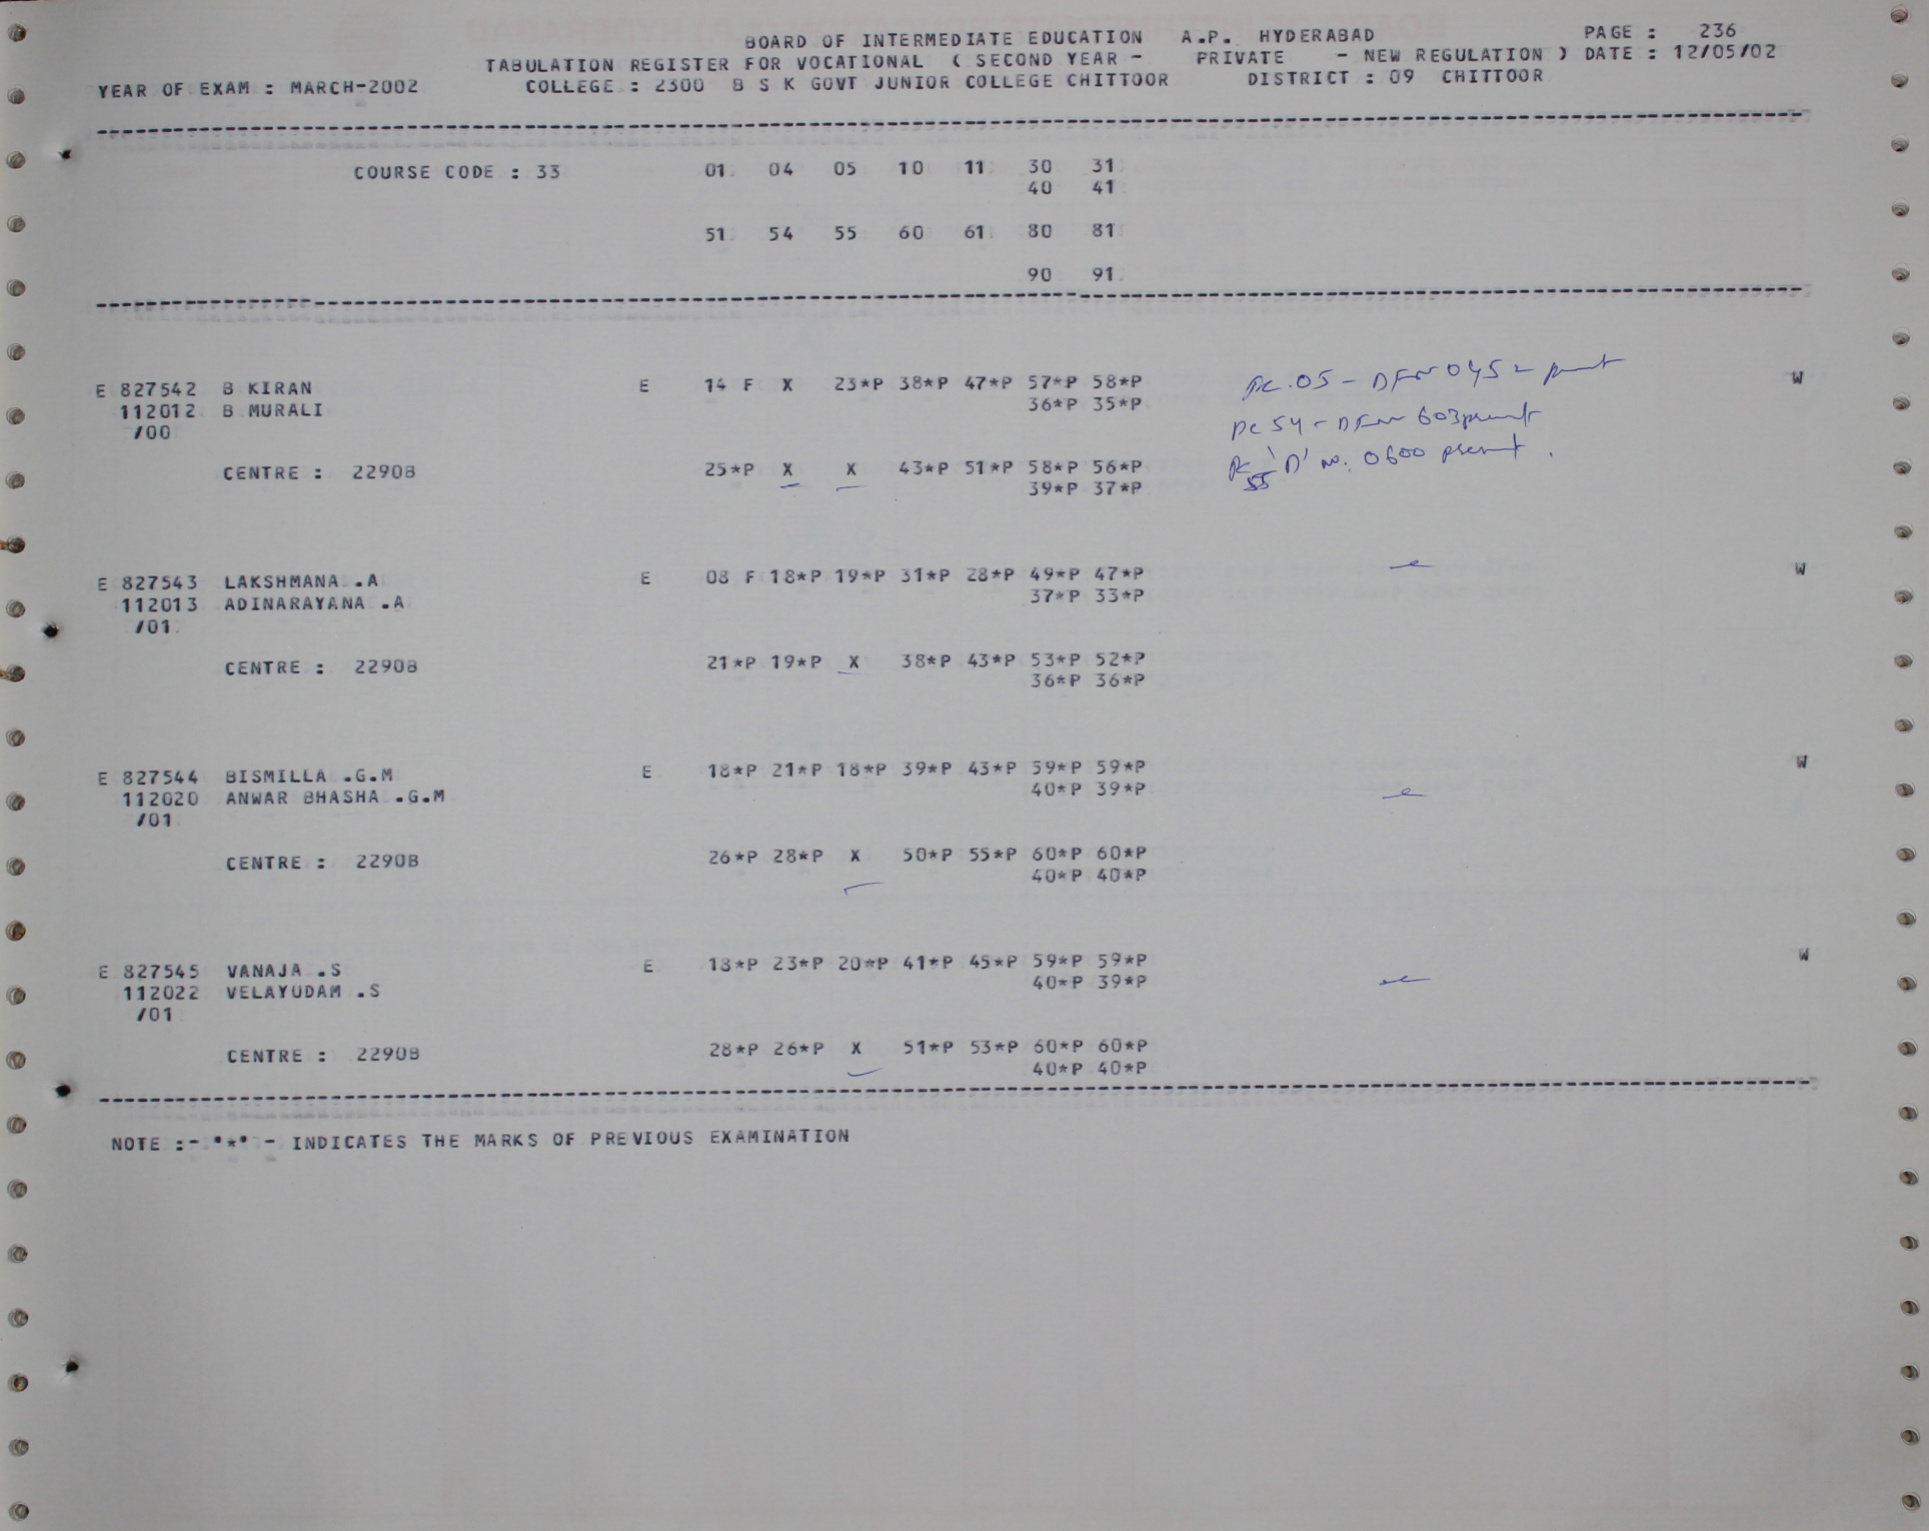 BOARD OF INTERMEDIATE EDUCATION A.P. HYDERABAD PAGE : 236
TABULATION REGISTER FOR VOCATIONAL ( SECOND YEAR - PRIVATE - NEW REGULATION ) DATE : 12/05/02
YEAR OF EXAM : MARCH-2002 COLLEGE : 2300 B S K GOVT JUNIOR COLLEGE CHITTOOR DISTRICT : 09 CHITTOOR
COURSE CODE : 33 01 04 05 10 11 30 31
40 41
51 54 55 60 61 80 81
90 91
E 827542 B KIRAN E 14 F X 23*P 38*P 47*P 57*P 58*P W
112012 B MURALI 36*P 35*P
/00
CENTRE : 22908 25*P X X 43*P 51*P 58*P 56*P
39*P 37*P
pc 54 - 603 present
55 D' no. 0600 present .
E 827543 LAKSHMANA .A E 08 F 18*P 19*P 31*P 28*P 49*P 47*P W
112013 ADINARAYANA .A 37*P 33*P
/01
CENTRE : 22908 21*P 19*P X 38*P 43*P 53*P 52*P
36*P 36*P
E 827544 BISMILLA .G.M E 18*P 21*P 18*P 39*P 43*P 59*P 59*P W
112020 ANWAR BHASHA .G.M 40*P 39*P
/01
CENTRE : 22908 26*P 28*P X 50*P 55*P 60*P 60*P
40*P 40*P
E 827545 VANAJA .S E 18*P 23*P 20*P 41*P 45*P 59*P 59*P W
112022 VELAYUDAM .S 40*P 39*P
/01
CENTRE : 22908 28*P 26*P X 51*P 53*P 60*P 60*P
40*P 40*P
NOTE :- "*" - INDICATES THE MARKS OF PREVIOUS EXAMINATION